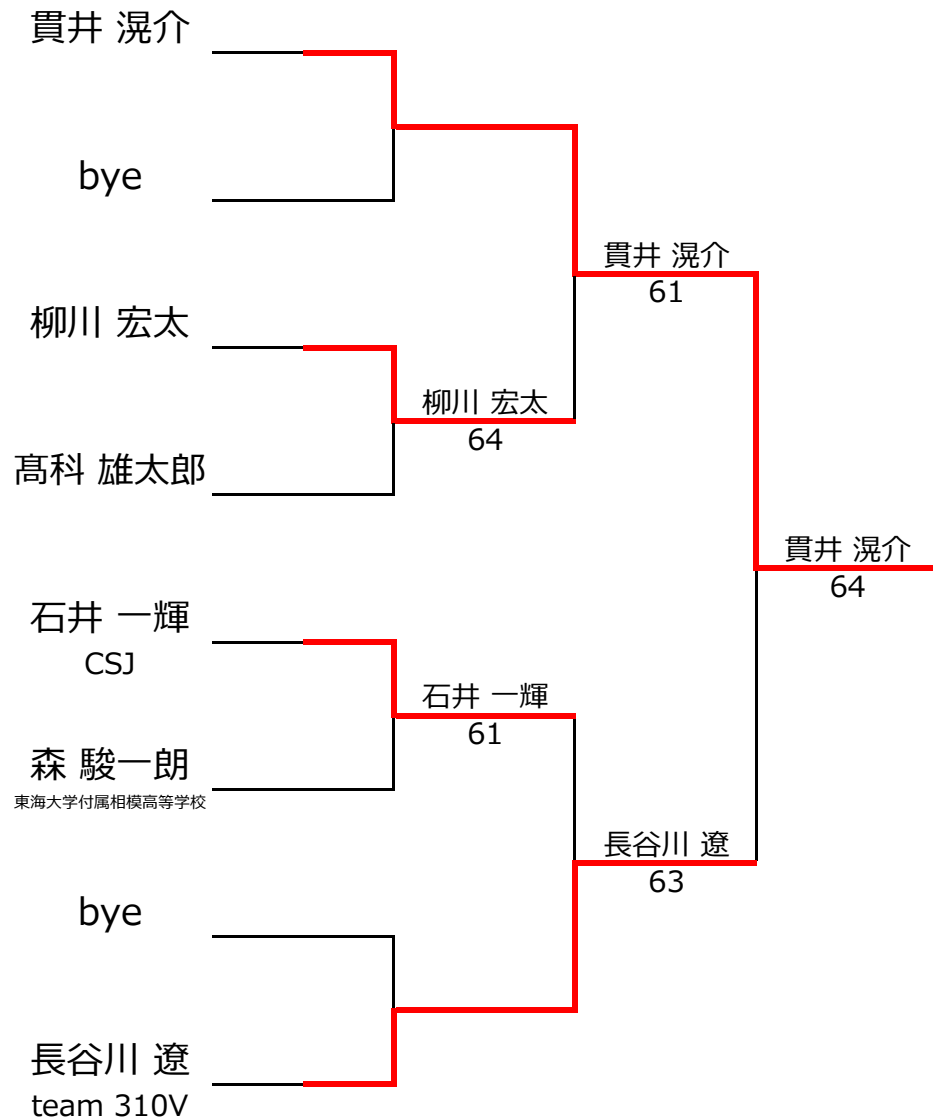 貫井 滉介
bye
柳川 宏太
髙科 雄太郎
石井 一輝
CSJ
森 駿一朗
東海大学付属相模高等学校
bye
長谷川 遼
team 310V
柳川 宏太
64
石井 一輝
61
貫井 滉介
61
長谷川 遼
63
貫井 滉介
64